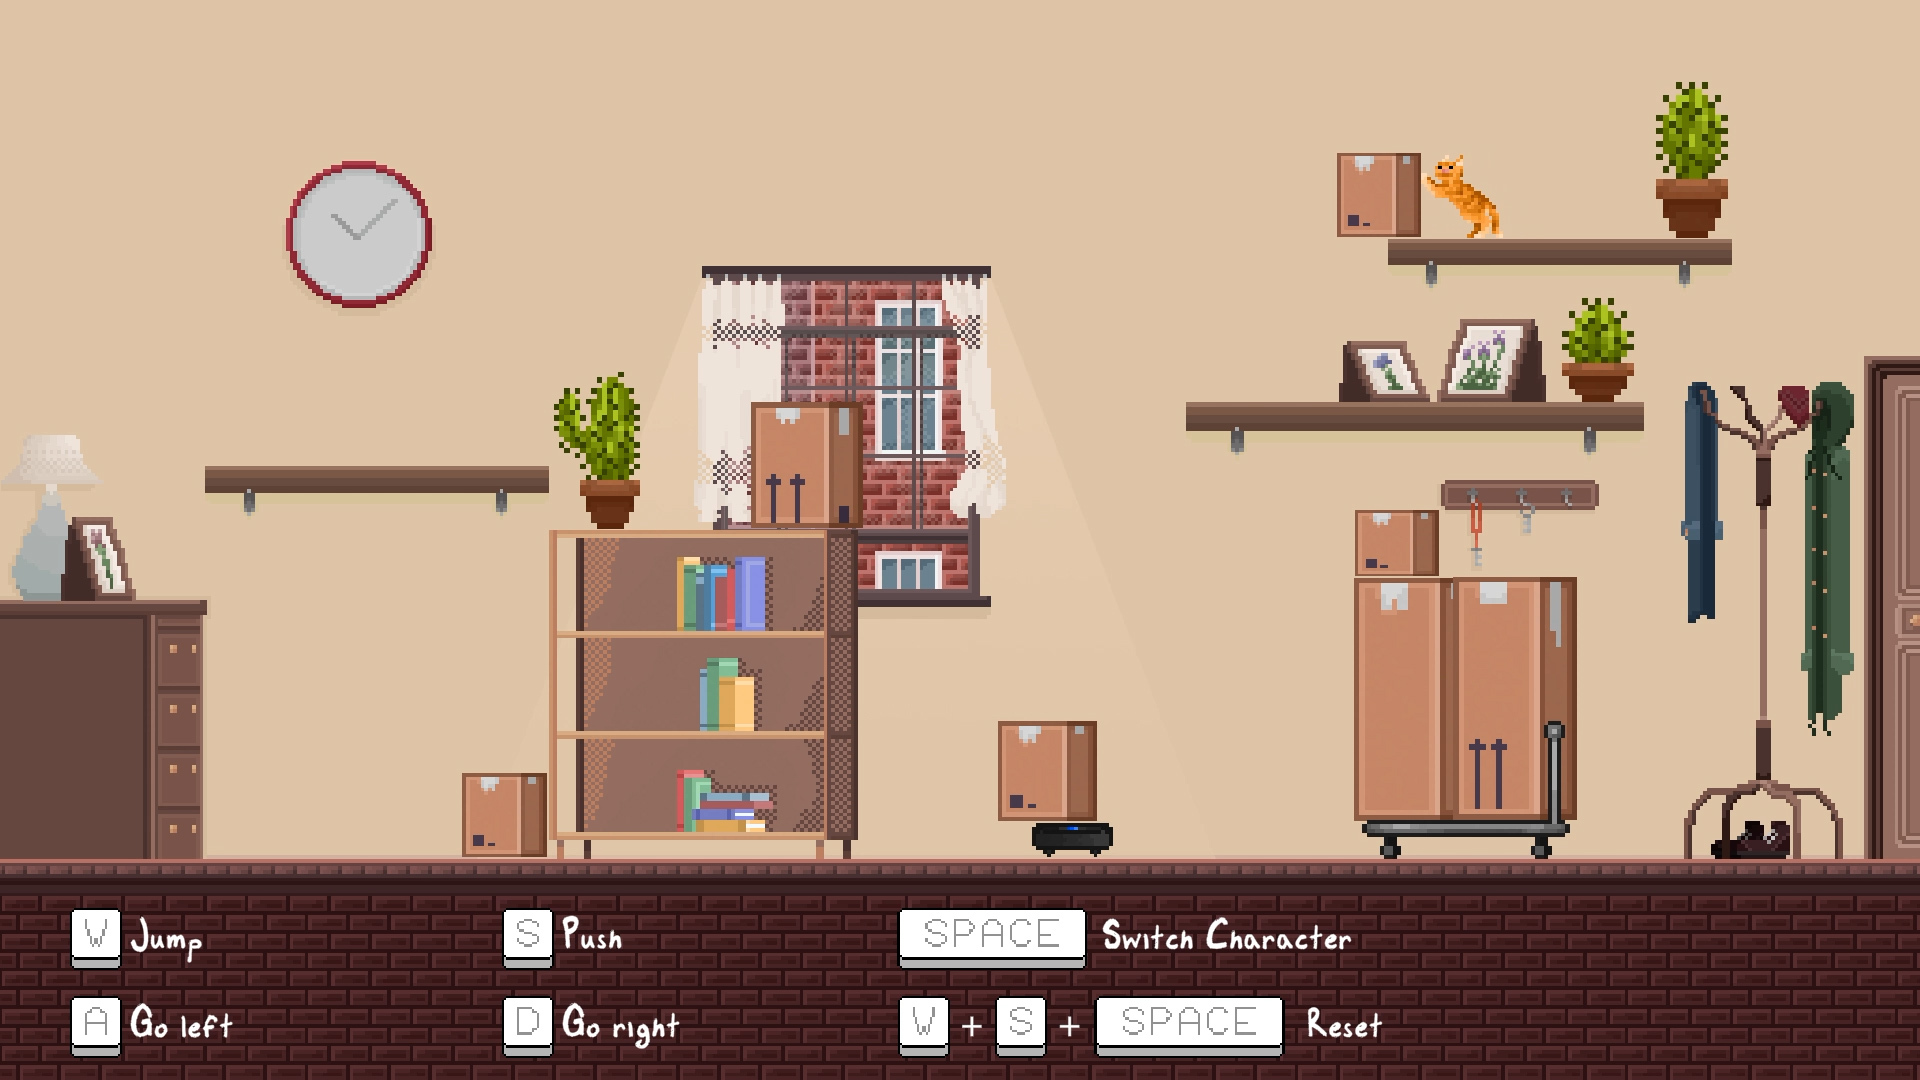 W Jump S Push SPACE Switch Character
A Go left D Go right W + S + SPACE Reset